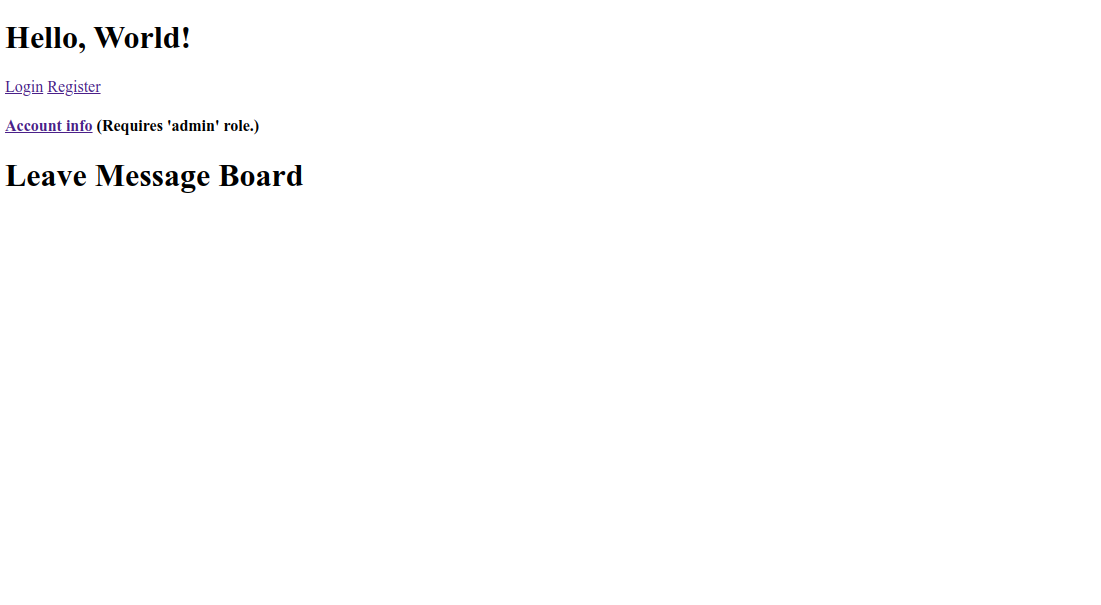 Hello, World!
Login Register
Account info (Requires 'admin' role.)
Leave Message Board